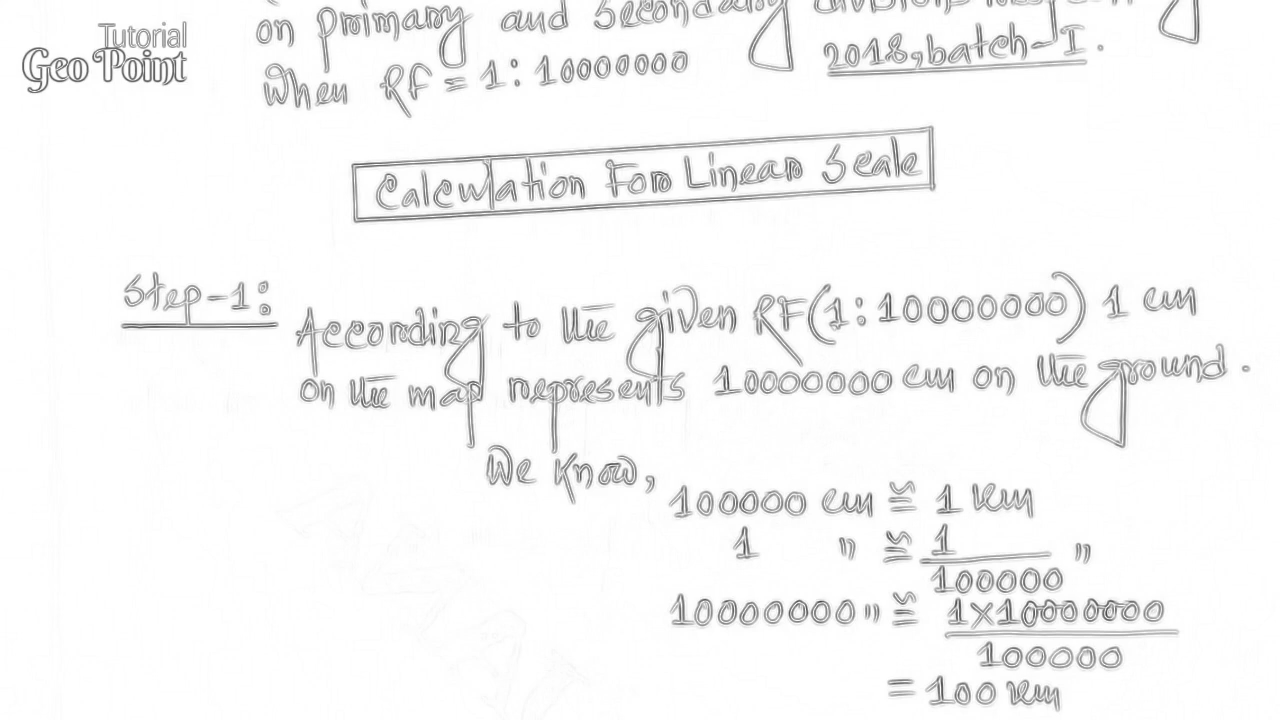 Tutorial
Geo Point
on primary and Secondary
When RF = 1:10000000
2018, batch-I.
Calculation For Linear Scale
Step-1:
According to the given RF (1:10000000) 1 cm
on the map represents 10000000 cm on the ground.
We know,
100000 cm ≅ 1 km
1 " ≅ 1/100000 "
10000000 " ≅ 1×10000000/100000
= 100 km